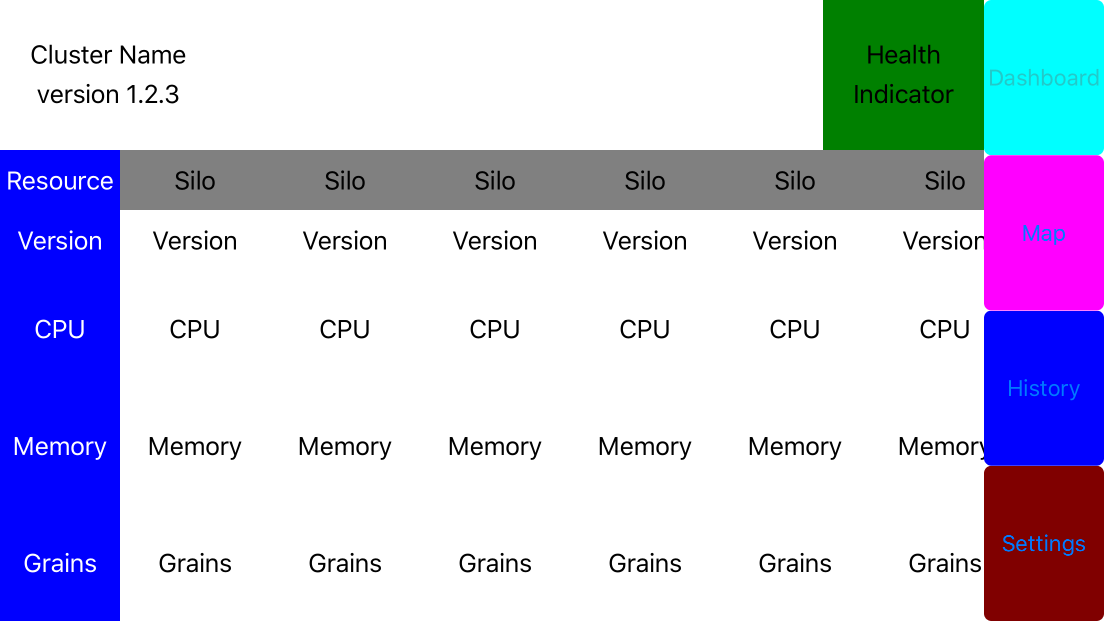 Cluster Name
version 1.2.3
Health
Indicator
Dashboard
Resource Silo Silo Silo Silo Silo Silo
Version Version Version Version Version Version Version
Map
CPU CPU CPU CPU CPU CPU CPU
History
Memory Memory Memory Memory Memory Memory Memory
Settings
Grains Grains Grains Grains Grains Grains Grains